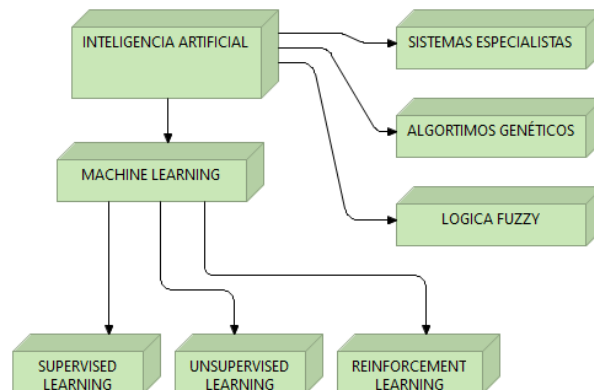 INTELIGENCIA ARTIFICIAL
SISTEMAS ESPECIALISTAS
ALGORTIMOS GENÉTICOS
MACHINE LEARNING
LOGICA FUZZY
SUPERVISED
LEARNING
UNSUPERVISED
LEARNING
REINFORCEMENT
LEARNING